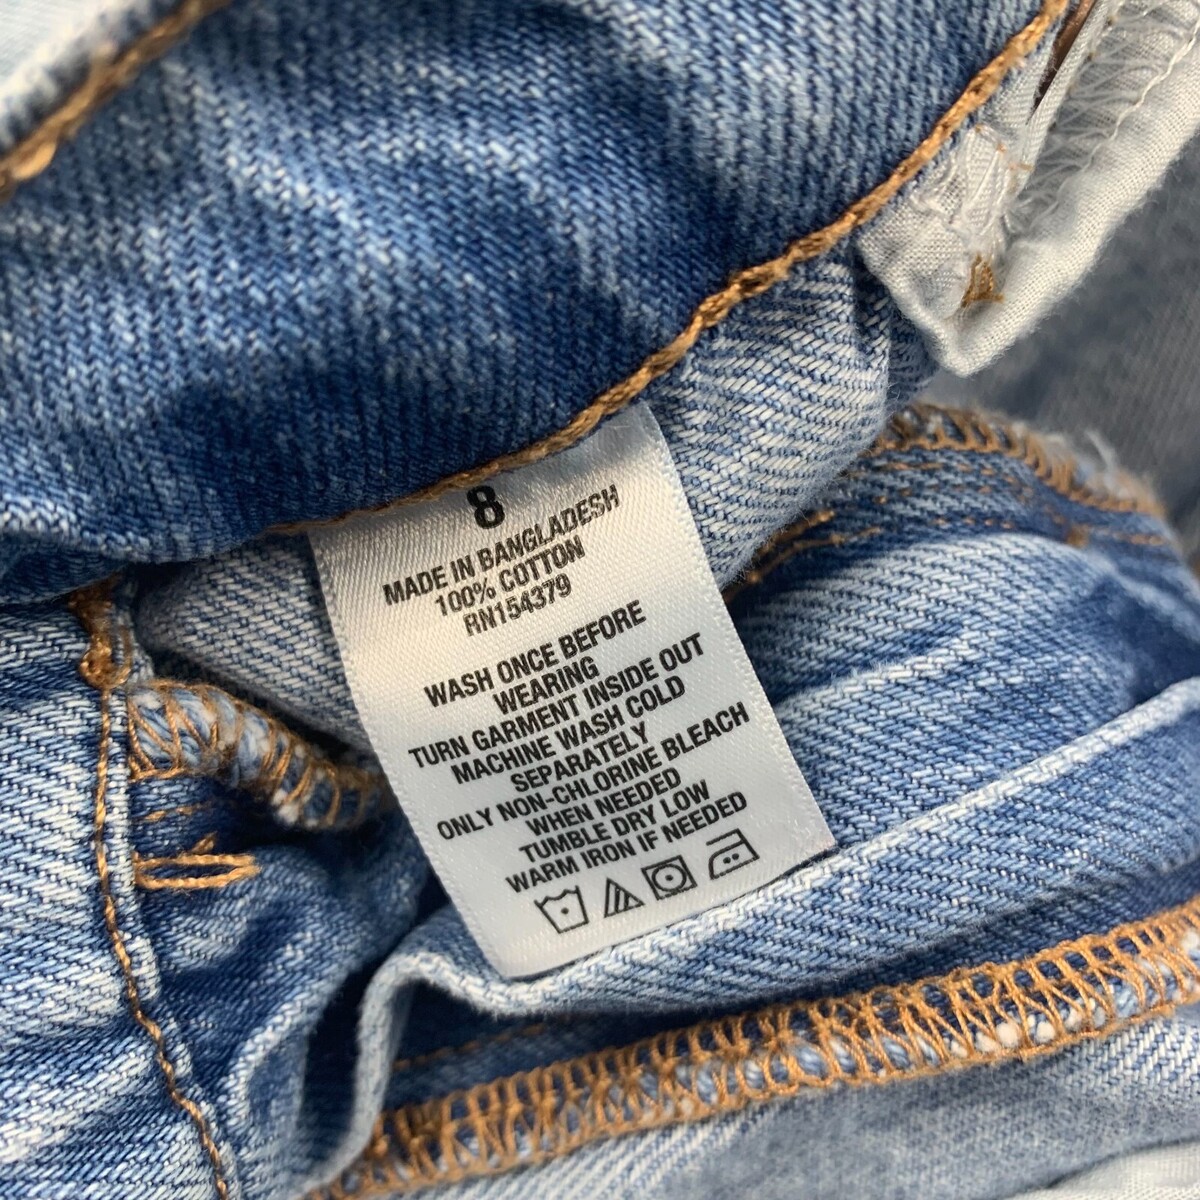 8
MADE IN BANGLADESH
100% COTTON
RN154379
WASH ONCE BEFORE
WEARING
TURN GARMENT INSIDE OUT
MACHINE WASH COLD
SEPARATELY
ONLY NON-CHLORINE BLEACH
WHEN NEEDED
TUMBLE DRY LOW
WARM IRON IF NEEDED